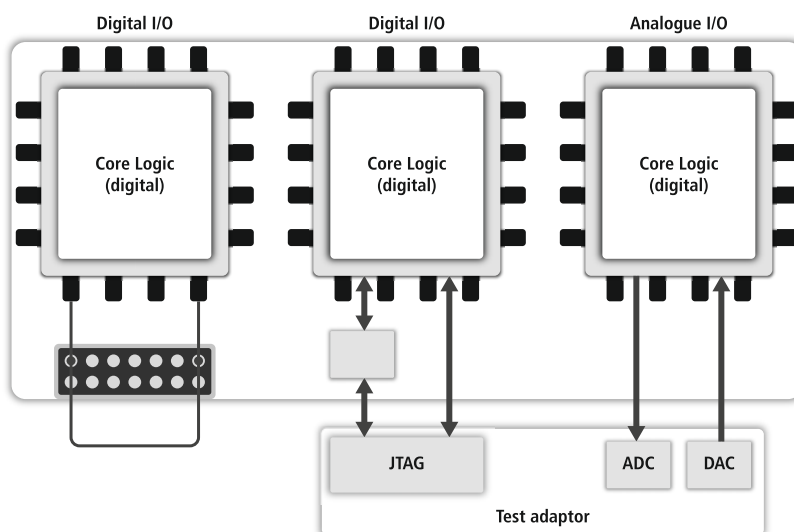 Digital I/O
Digital I/O
Analogue I/O
Core Logic
(digital)
Core Logic
(digital)
Core Logic
(digital)
JTAG
ADC
DAC
Test adaptor